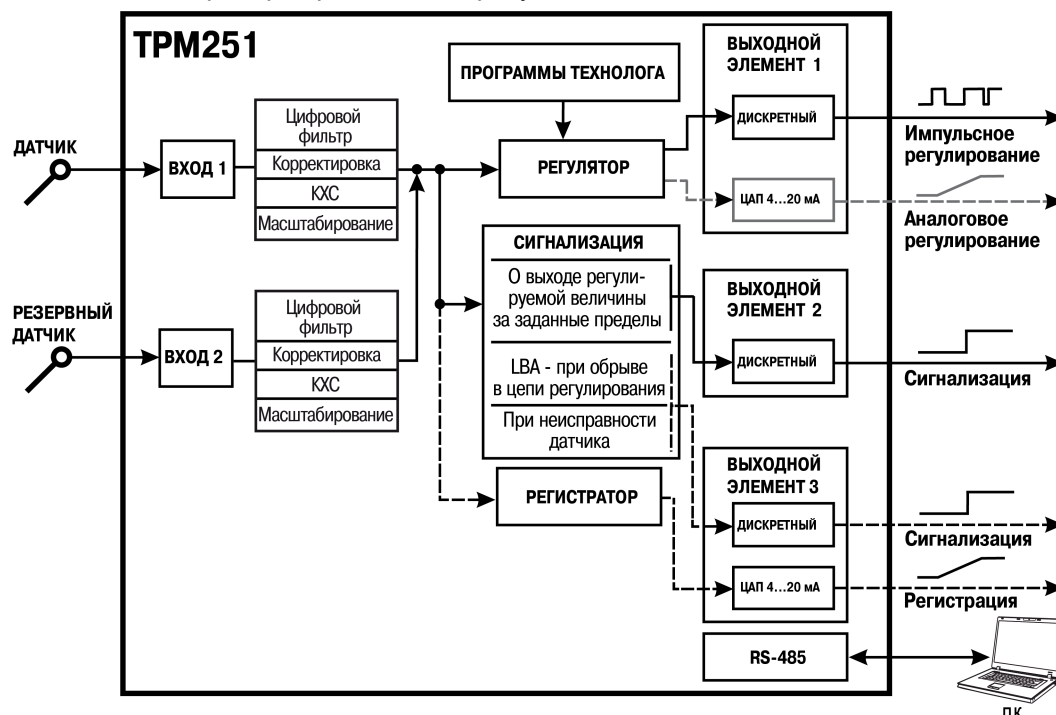 ТРМ251
ДАТЧИК
ВХОД 1
Цифровой
фильтр
Корректировка
КХС
Масштабирование
РЕЗЕРВНЫЙ
ДАТЧИК
ВХОД 2
Цифровой
фильтр
Корректировка
КХС
Масштабирование
ПРОГРАММЫ ТЕХНОЛОГА
РЕГУЛЯТОР
СИГНАЛИЗАЦИЯ
О выходе регули-
руемой величины
за заданные пределы
LBA - при обрыве
в цепи регулирования
При неисправности
датчика
РЕГИСТРАТОР
ВЫХОДНОЙ
ЭЛЕМЕНТ 1
ДИСКРЕТНЫЙ
ЦАП 4...20 мА
Импульсное
регулирование
Аналоговое
регулирование
ВЫХОДНОЙ
ЭЛЕМЕНТ 2
ДИСКРЕТНЫЙ
Сигнализация
ВЫХОДНОЙ
ЭЛЕМЕНТ 3
ДИСКРЕТНЫЙ
ЦАП 4...20 мА
Сигнализация
Регистрация
RS-485
ПК